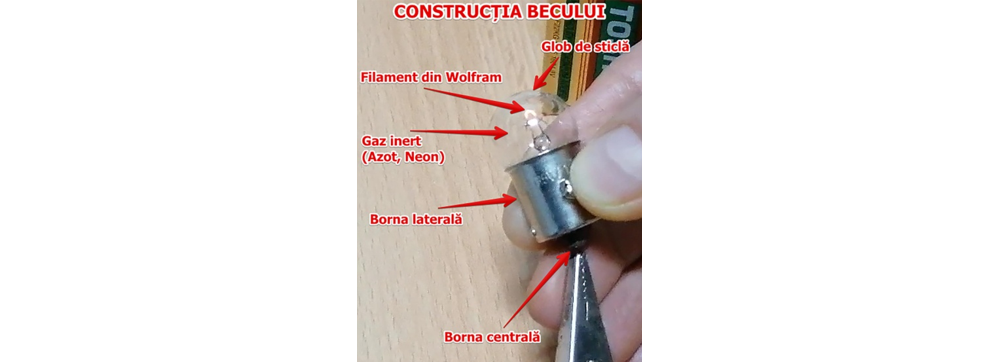 CONSTRUCȚIA BECULUI
Glob de sticlă
Filament din Wolfram
Gaz inert
(Azot, Neon)
Borna laterală
Borna centrală